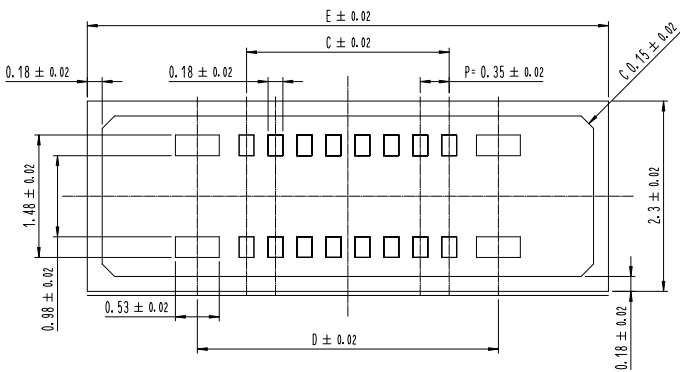 E ± 0.02
C ± 0.02
0.18 ± 0.02
0.18 ± 0.02
P= 0.35 ± 0.02
C 0.15 ± 0.02
1.48 ± 0.02
0.98 ± 0.02
2.3 ± 0.02
0.53 ± 0.02
D ± 0.02
0.18 ± 0.02